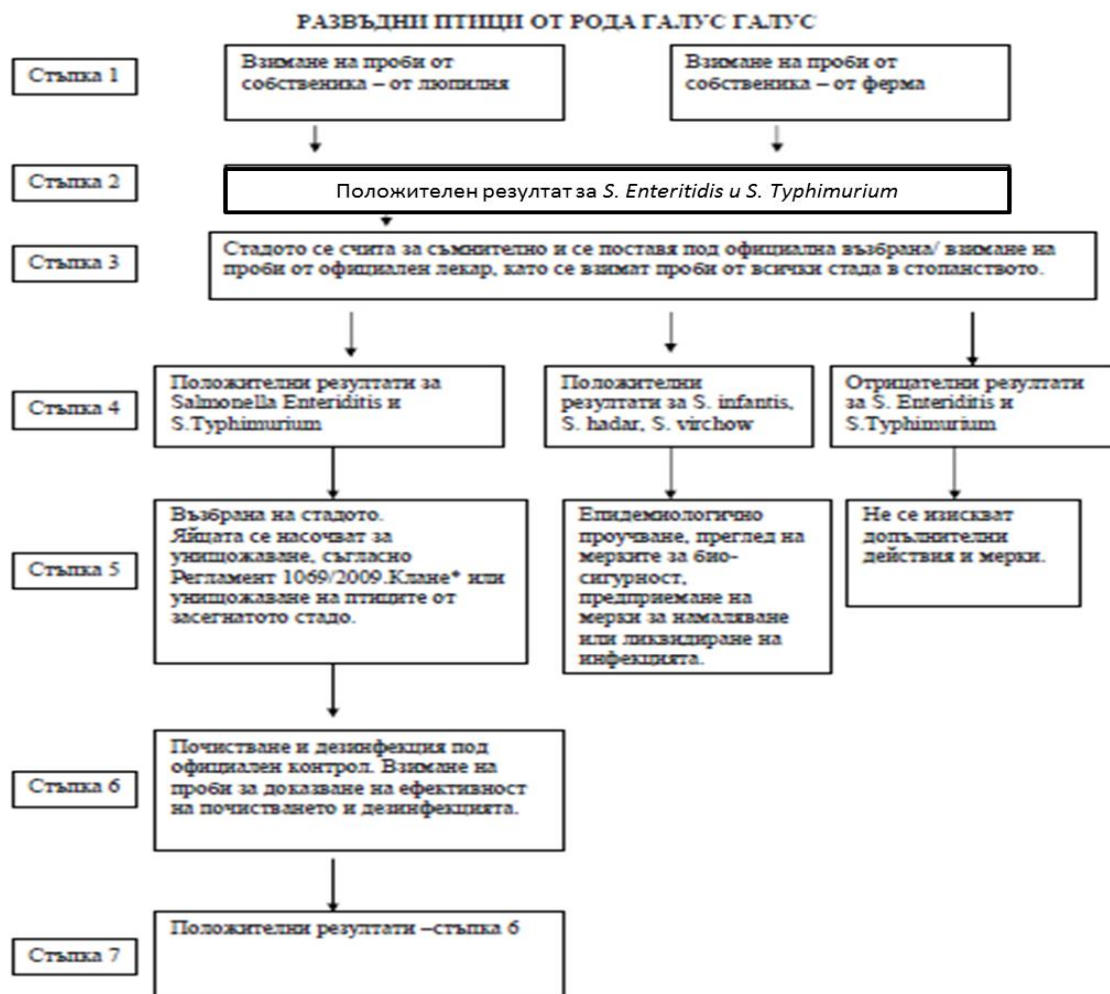 РАЗВЪДНИ ПТИЦИ ОТ РОДА ГАЛУС ГАЛУС
Стъпка 1
Взимане на проби от
собственика – от люпилня
Взимане на проби от
собственика – от ферма
Стъпка 2
Положителен резултат за S. Enteritidis и S. Typhimurium
Стъпка 3
Стадото се счита за съмнително и се поставя под официална възбрана/ взимане на
проби от официален лекар, като се взимат проби от всички стада в стопанството.
Стъпка 4
Положителни резултати за
Salmonella Enteriditis и
S.Typhimurium
Положителни
резултати за S. infantis,
S. hadar, S. virchow
Отрицателни резултати
за S. Enteriditis и
S.Typhimurium
Стъпка 5
Възбрана на стадото.
Яйцата се насочват за
унищожаване, съгласно
Регламент 1069/2009.Клане* или
унищожаване на птиците от
засегнатото стадо.
Епидемиологично
проучване, преглед на
мерките за био-
сигурност,
предприемане на
мерки за намаляване
или ликвидиране на
инфекцията.
Не се изискват
допълнителни
действия и мерки.
Стъпка 6
Почистване и дезинфекция под
официален контрол. Взимане на
проби за доказване на ефективност
на почистването и дезинфекцията.
Стъпка 7
Положителни резултати –стъпка 6